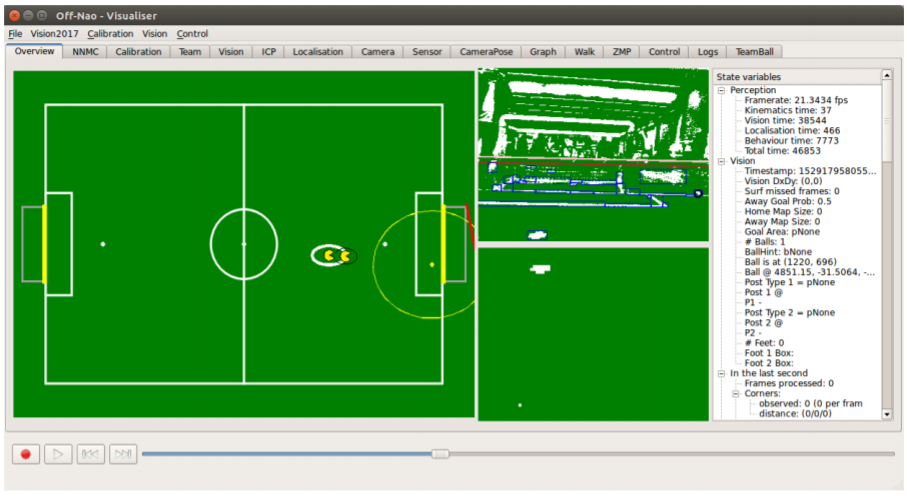 Off-Nao - Visualiser
File Vision2017 Calibration Vision Control
Overview NNMC Calibration Team Vision ICP Localisation Camera Sensor CameraPose Graph Walk ZMP Control Logs TeamBall
State variables
Perception
Framerate: 21.3434 fps
Kinematics time: 37
Vision time: 38544
Localisation time: 466
Behaviour time: 7773
Total time: 46853
Vision
Timestamp: 152917958055...
Vision DxDy: (0,0)
Surf missed frames: 0
Away Goal Prob: 0.5
Home Map Size: 0
Away Map Size: 0
Goal Area: pNone
# Balls: 1
BallHint: bNone
Ball is at (1220, 696)
Ball @ 4851.15, -31.5064, -...
Post Type 1 = pNone
Post 1 @
P1 -
Post Type 2 = pNone
Post 2 @
P2 -
# Feet: 0
Foot 1 Box:
Foot 2 Box:
In the last second
Frames processed: 0
Corners:
observed: 0 (0 per fram
distance: (0/0/0)